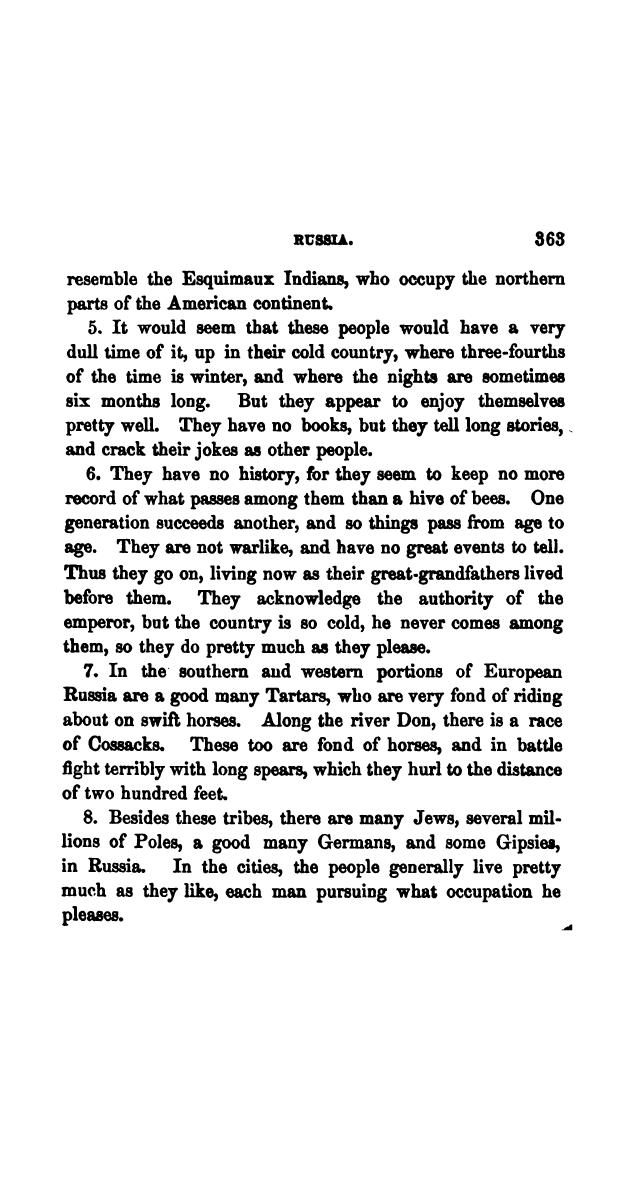 RUSSIA. 363
resemble the Esquimaux Indians, who occupy the northern
parts of the American continent.
5. It would seem that these people would have a very
dull time of it, up in their cold country, where three-fourths
of the time is winter, and where the nights are sometimes
six months long. But they appear to enjoy themselves
pretty well. They have no books, but they tell long stories,
and crack their jokes as other people.
6. They have no history, for they seem to keep no more
record of what passes among them than a hive of bees. One
generation succeeds another, and so things pass from age to
age. They are not warlike, and have no great events to tell.
Thus they go on, living now as their great-grandfathers lived
before them. They acknowledge the authority of the
emperor, but the country is so cold, he never comes among
them, so they do pretty much as they please.
7. In the southern and western portions of European
Russia are a good many Tartars, who are very fond of riding
about on swift horses. Along the river Don, there is a race
of Cossacks. These too are fond of horses, and in battle
fight terribly with long spears, which they hurl to the distance
of two hundred feet.
8. Besides these tribes, there are many Jews, several mil-
lions of Poles, a good many Germans, and some Gipsies,
in Russia. In the cities, the people generally live pretty
much as they like, each man pursuing what occupation he
pleases.